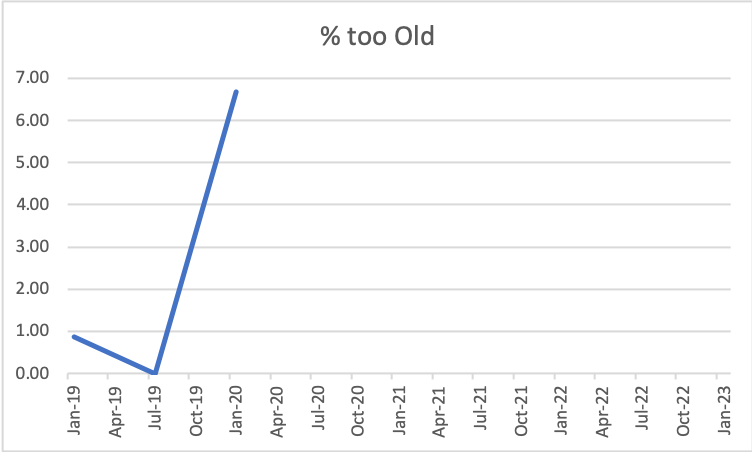 % too Old
7.00
6.00
5.00
4.00
3.00
2.00
1.00
0.00
Jan-19
Apr-19
Jul-19
Oct-19
Jan-20
Apr-20
Jul-20
Oct-20
Jan-21
Apr-21
Jul-21
Oct-21
Jan-22
Apr-22
Jul-22
Oct-22
Jan-23